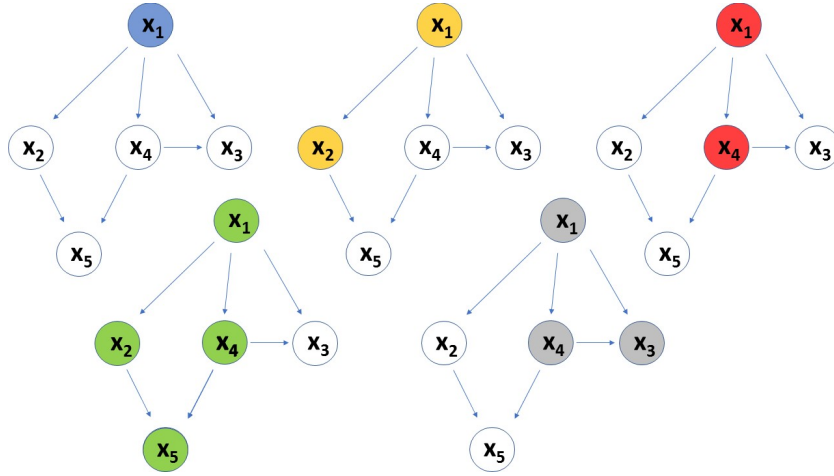 x₁ x₁ x₁
x₂ x₄ x₃ x₂ x₄ x₃ x₂ x₄ x₃
x₅ x₅ x₅
x₁ x₁
x₂ x₄ x₃ x₂ x₄ x₃
x₅ x₅